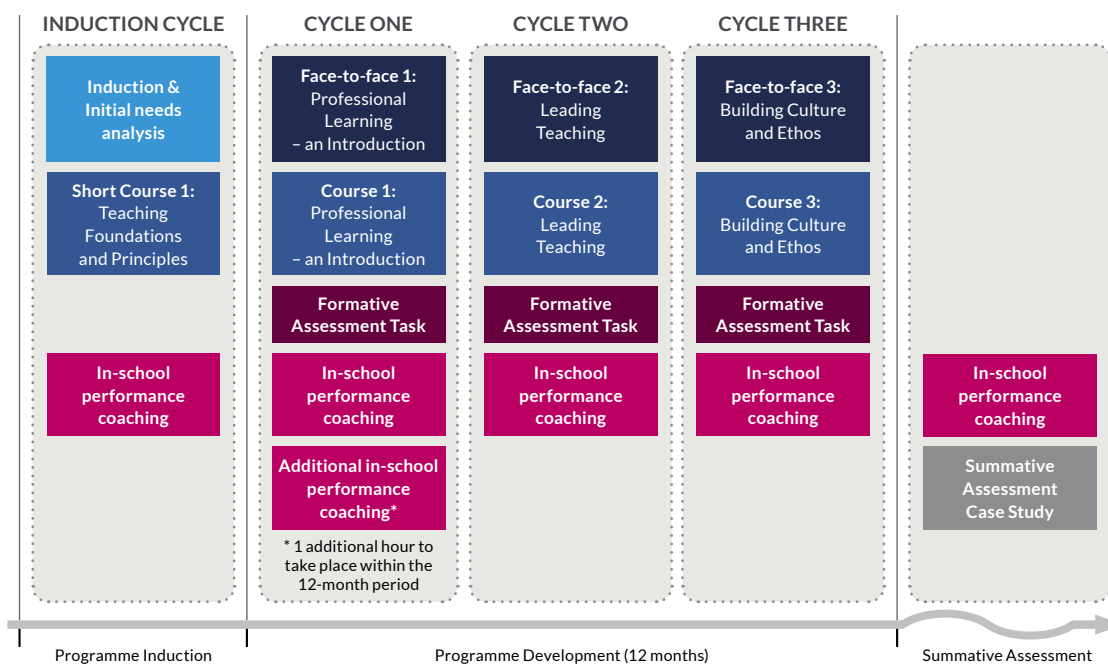 INDUCTION CYCLE
Induction &
Initial needs
analysis
Short Course 1:
Teaching
Foundations
and Principles
In-school
performance
coaching
CYCLE ONE
Face-to-face 1:
Professional
Learning
– an Introduction
Course 1:
Professional
Learning
– an Introduction
Formative
Assessment Task
In-school
performance
coaching
Additional in-school
performance
coaching*
* 1 additional hour to
take place within the
12-month period
CYCLE TWO
Face-to-face 2:
Leading
Teaching
Course 2:
Leading
Teaching
Formative
Assessment Task
In-school
performance
coaching
CYCLE THREE
Face-to-face 3:
Building Culture
and Ethos
Course 3:
Building Culture
and Ethos
Formative
Assessment Task
In-school
performance
coaching
In-school
performance
coaching
Summative
Assessment
Case Study
Programme Induction
Programme Development (12 months)
Summative Assessment